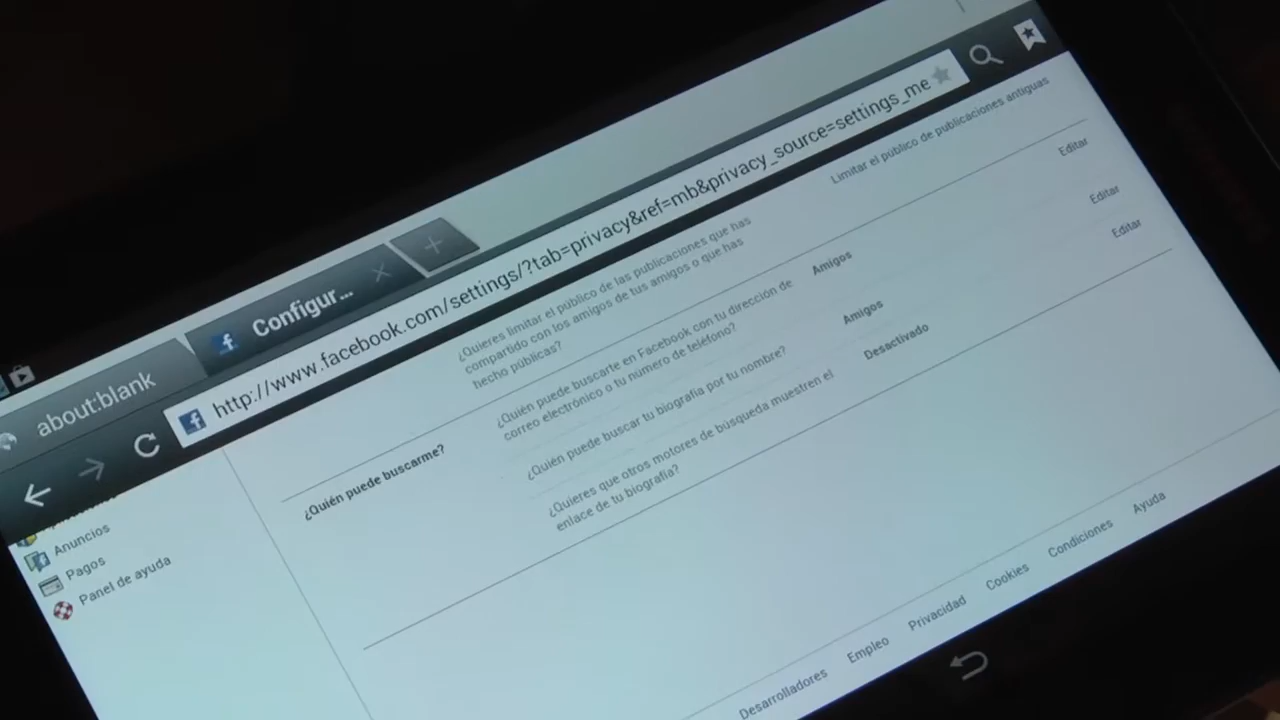 about:blank
Configur...
http://www.facebook.com/settings/?tab=privacy&ref=mb&privacy_source=settings_me
Anuncios
Pagos
Panel de ayuda
¿Quieres limitar el público de las publicaciones que has
compartido con los amigos de tus amigos o que has
hecho públicas?
Limitar el público de publicaciones antiguas
¿Quién puede buscarme?
¿Quién puede buscarte en Facebook con tu dirección de
correo electrónico o tu número de teléfono?
Amigos
Editar
¿Quién puede buscar tu biografía por tu nombre?
Amigos
Editar
¿Quieres que otros motores de búsqueda muestren el
enlace de tu biografía?
Desactivado
Editar
Desarrolladores
Empleo
Privacidad
Cookies
Condiciones
Ayuda